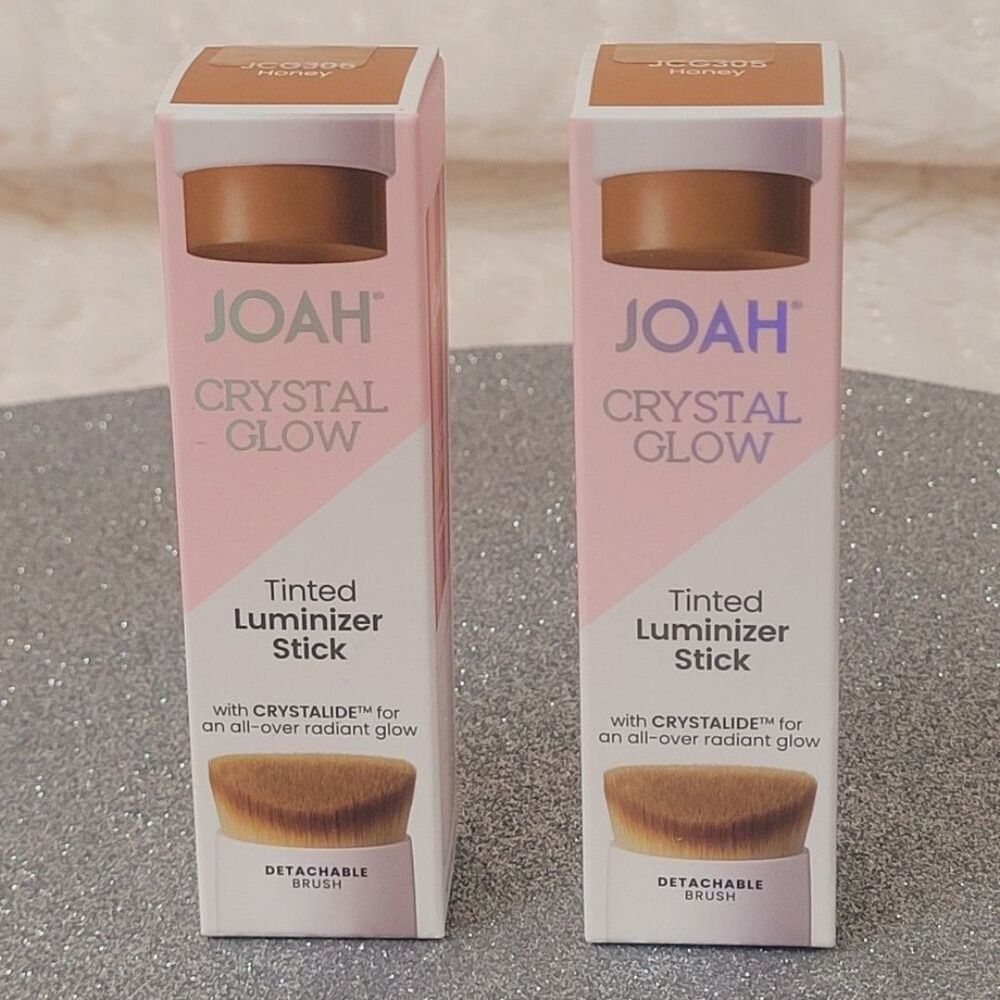 JCG305
Honey
JOAH®
CRYSTAL
GLOW
Tinted
Luminizer
Stick
with CRYSTALIDE™ for
an all-over radiant glow
DETACHABLE
BRUSH
JCG305
Honey
JOAH®
CRYSTAL
GLOW
Tinted
Luminizer
Stick
with CRYSTALIDE™ for
an all-over radiant glow
DETACHABLE
BRUSH